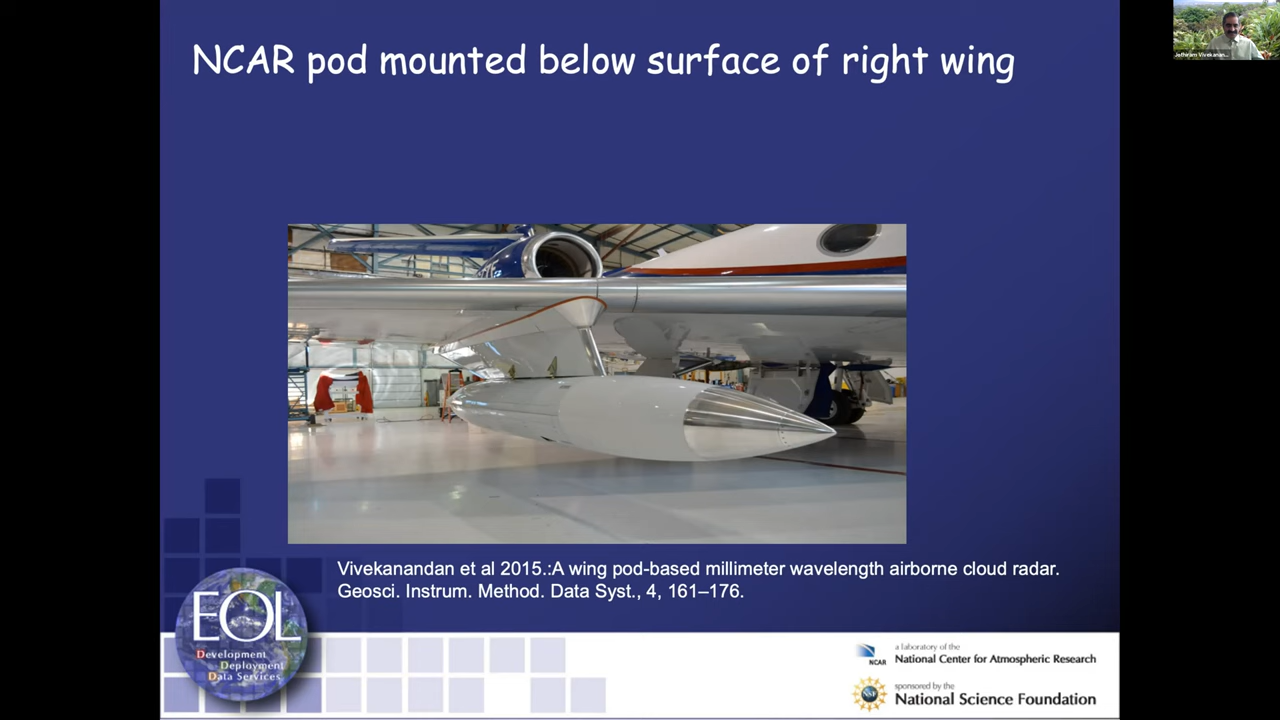 NCAR pod mounted below surface of right wing
Vivekanandan et al 2015.:A wing pod-based millimeter wavelength airborne cloud radar.
Geosci. Instrum. Method. Data Syst., 4, 161–176.
EOL
Development
Deployment
Data Services
NCAR
a laboratory of the
National Center for Atmospheric Research
NSF
sponsored by the
National Science Foundation